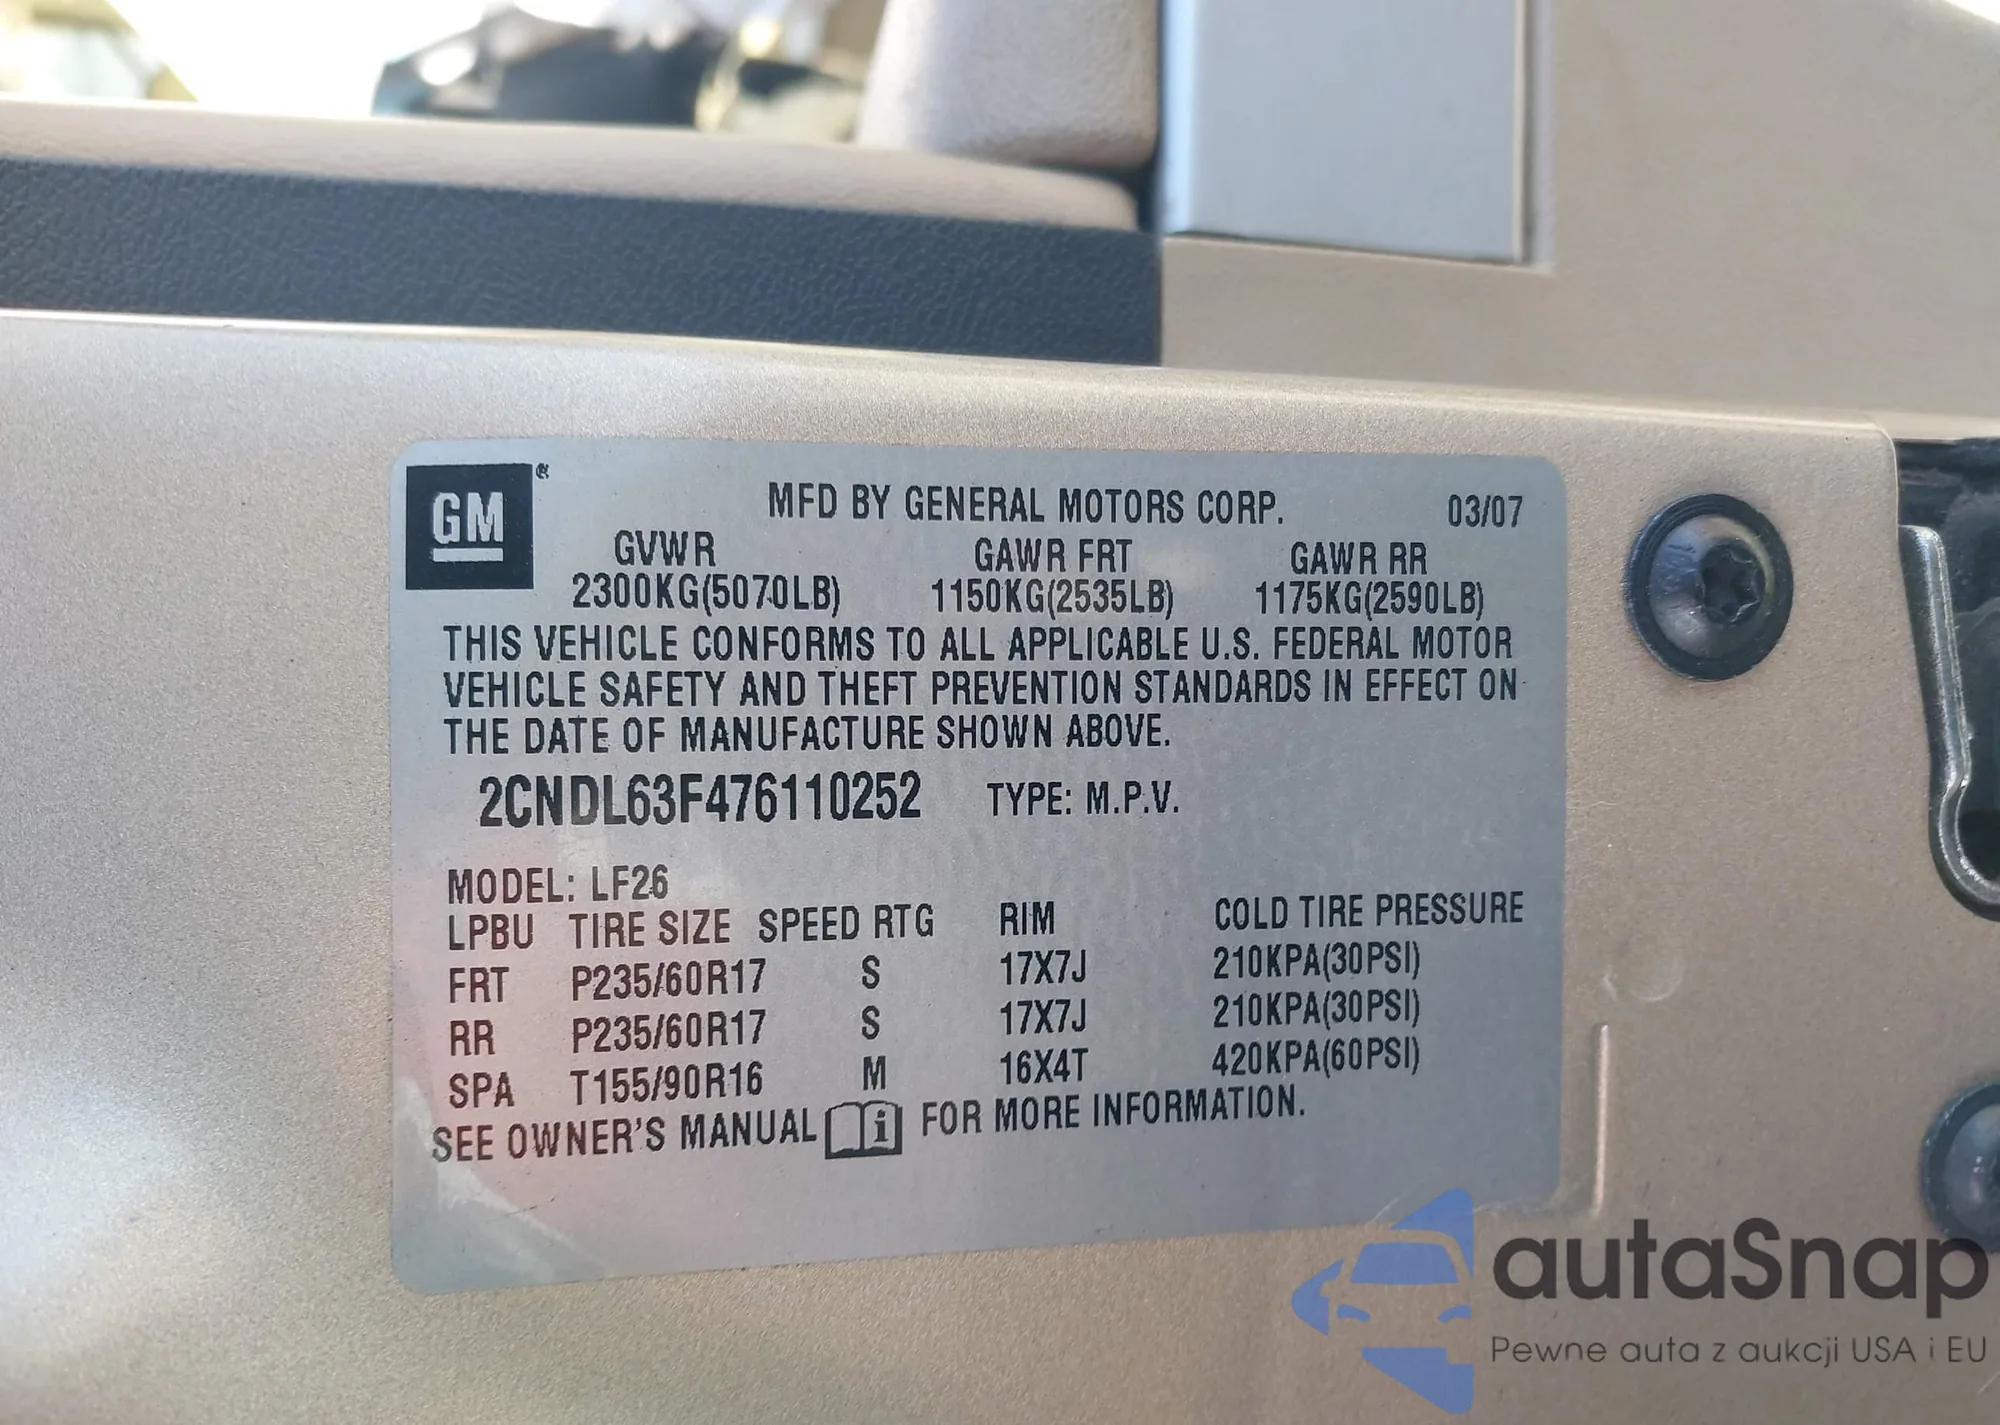 GM®
MFD BY GENERAL MOTORS CORP. 03/07
GVWR GAWR FRT GAWR RR
2300KG(5070LB) 1150KG(2535LB) 1175KG(2590LB)
THIS VEHICLE CONFORMS TO ALL APPLICABLE U.S. FEDERAL MOTOR
VEHICLE SAFETY AND THEFT PREVENTION STANDARDS IN EFFECT ON
THE DATE OF MANUFACTURE SHOWN ABOVE.
2CNDL63F476110252 TYPE: M.P.V.
MODEL: LF26
LPBU TIRE SIZE SPEED RTG RIM COLD TIRE PRESSURE
FRT P235/60R17 S 17X7J 210KPA(30PSI)
RR P235/60R17 S 17X7J 210KPA(30PSI)
SPA T155/90R16 M 16X4T 420KPA(60PSI)
SEE OWNER'S MANUAL i FOR MORE INFORMATION.
autaSnap
Pewne auta z aukcji USA i EU